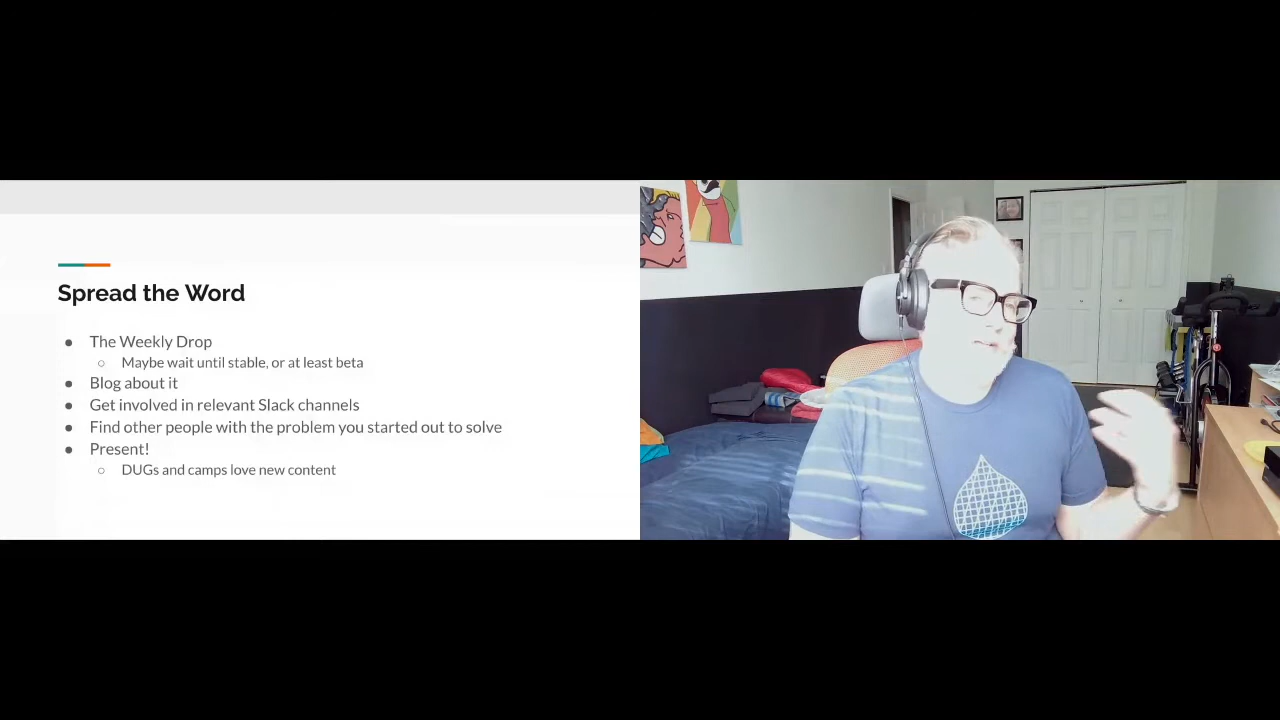 Spread the Word
● The Weekly Drop
○ Maybe wait until stable, or at least beta
● Blog about it
● Get involved in relevant Slack channels
● Find other people with the problem you started out to solve
● Present!
○ DUGs and camps love new content